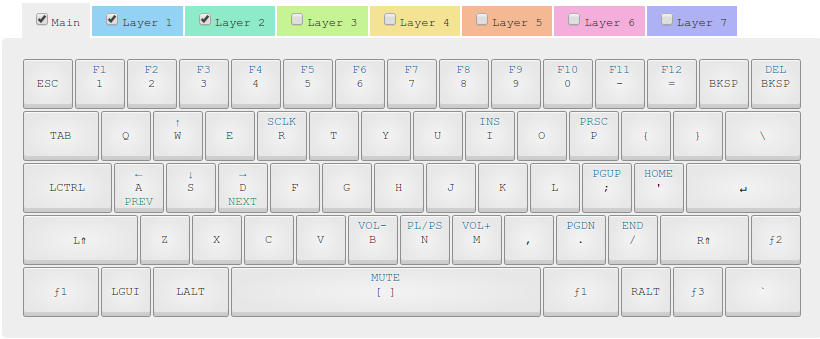 Main Layer 1 Layer 2 Layer 3 Layer 4 Layer 5 Layer 6 Layer 7
F1 F2 F3 F4 F5 F6 F7 F8 F9 F10 F11 F12 DEL
ESC 1 2 3 4 5 6 7 8 9 0 - = BKSP BKSP
↑ SCLK INS PRSC
TAB Q W E R T Y U I O P { } \
← ↓ → PGUP HOME
LCTRL A S D F G H J K L ; ' ↵
PREV NEXT
VOL- PL/PS VOL+ PGDN END
L⇑ Z X C V B N M , . / R⇑ ƒ2
MUTE
ƒ1 LGUI LALT [ ] ƒ1 RALT ƒ3 `